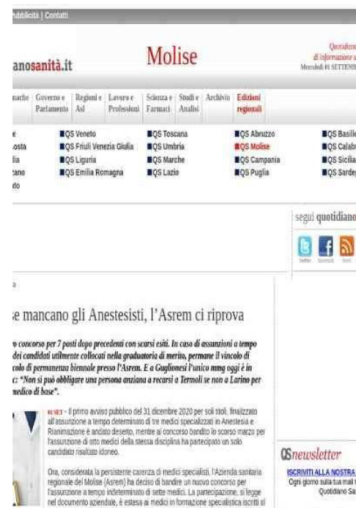 Pubblicità | Contatti
Quotidiano
di informazione
Mercoledì 01 SETTEMBRE
anosanità.it
Molise
Governo e Parlamento
Regioni e Asl
Lavoro e Professioni
Scienza e Farmaci
Studi e Analisi
Archivio
Edizioni regionali
QS Veneto
QS Toscana
QS Abruzzo
QS Basilic
osta
QS Friuli Venezia Giulia
QS Umbria
QS Molise
QS Calabr
QS Liguria
QS Marche
QS Campania
QS Sicilia
QS Emilia Romagna
QS Lazio
QS Puglia
QS Sardeg
segui quotidiano
se mancano gli Anestesisti, l’Asrem ci riprova
o concorso per 7 posti dopo precedenti con scarsi esiti. In caso di assunzioni a tempo
dei candidati utilmente collocati nella graduatoria di merito, permane il vincolo di
colo di permanenza biennale presso l’Asrem. E a Guglionesi l’unico mmg oggi è in
c: “Non si può obbligare una persona anziana a recarsi a Termoli se non a Larino per
medico di base”.
01 SET - Il primo avviso pubblico del 31 dicembre 2020 per soli titoli, finalizzato
all’assunzione a tempo determinato di tre medici specializzati in Anestesia e
Rianimazione è andato deserto, mentre al concorso bandito lo scorso marzo per
l’assunzione di otto medici della stessa disciplina ha partecipato un solo
candidato risultato idoneo.
Ora, considerata la persistente carenza di medici specialisti, l’Azienda sanitaria
regionale del Molise (Asrem) ha deciso di bandire un nuovo concorso per
l’assunzione a tempo indeterminato di sette medici. La partecipazione, si legge
nel documento aziendale, è estesa ai medici in formazione specialistica iscritti al
QSnewsletter
ISCRIVITI ALLA NOSTRA
Ogni giorno sulla tua mail
Quotidiano Sa